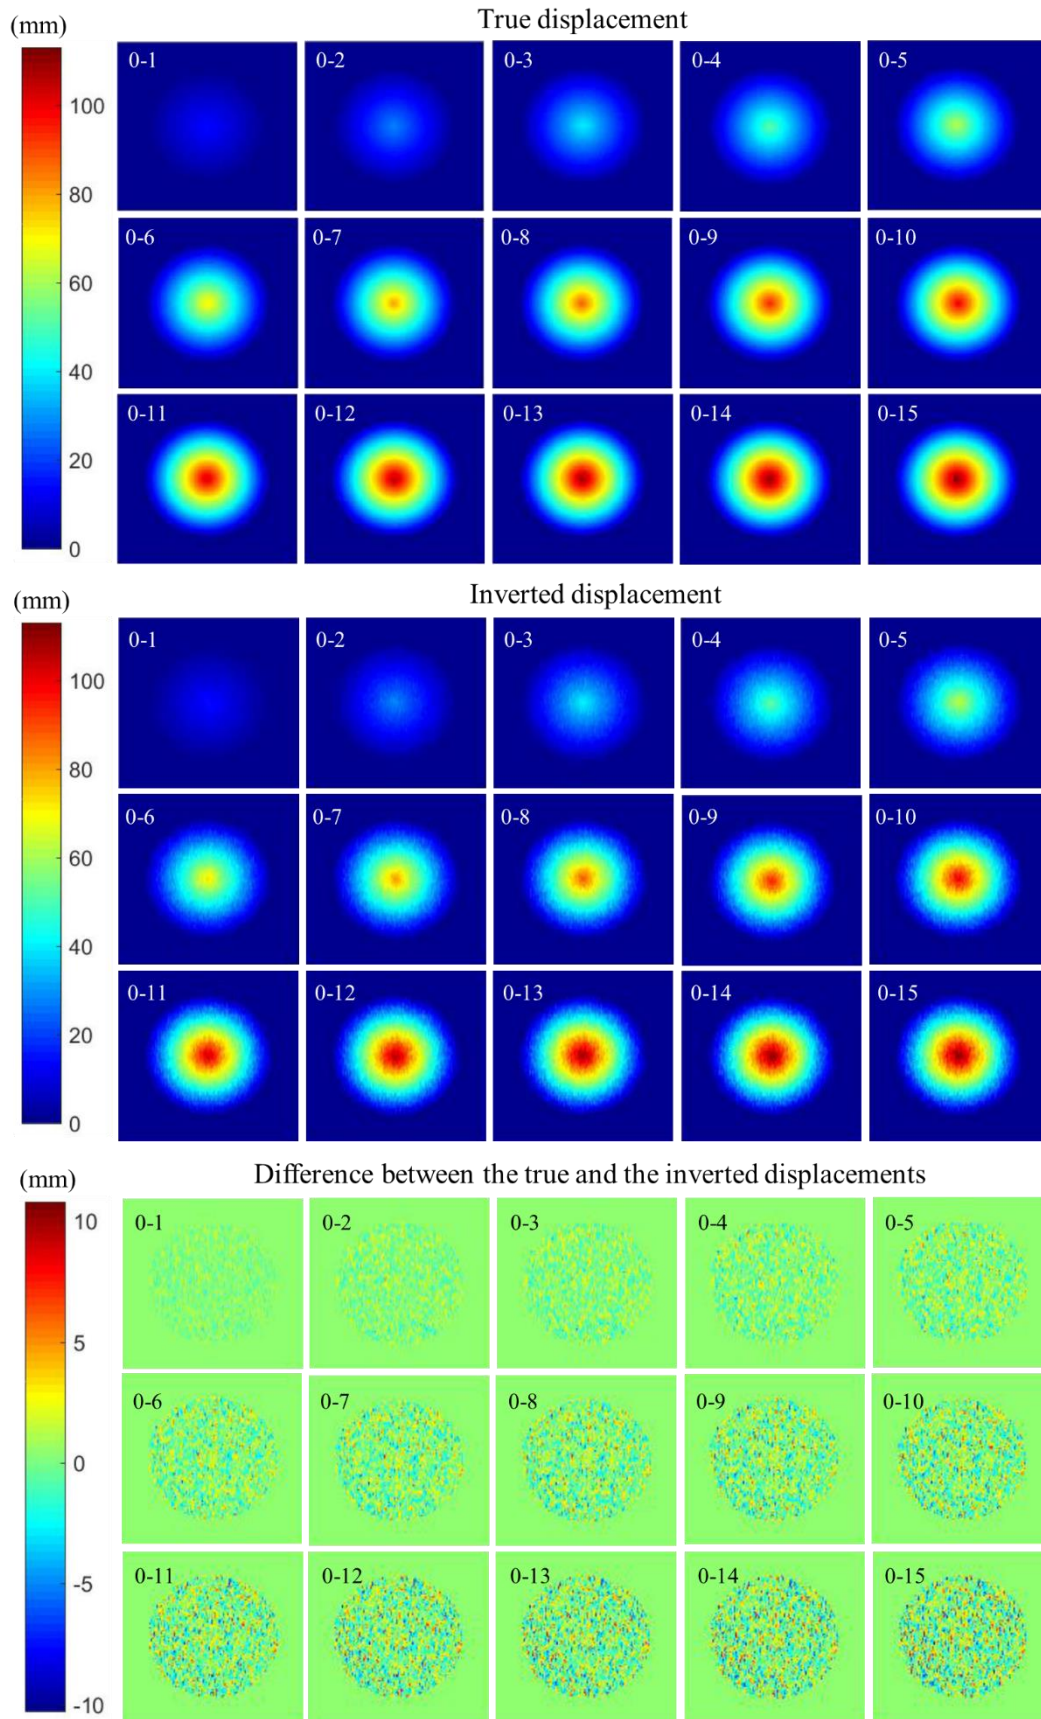 True displacement
(mm)
100
80
60
40
20
0
0-1 0-2 0-3 0-4 0-5
0-6 0-7 0-8 0-9 0-10
0-11 0-12 0-13 0-14 0-15
Inverted displacement
(mm)
100
80
60
40
20
0
0-1 0-2 0-3 0-4 0-5
0-6 0-7 0-8 0-9 0-10
0-11 0-12 0-13 0-14 0-15
Difference between the true and the inverted displacements
(mm)
10
5
0
-5
-10
0-1 0-2 0-3 0-4 0-5
0-6 0-7 0-8 0-9 0-10
0-11 0-12 0-13 0-14 0-15